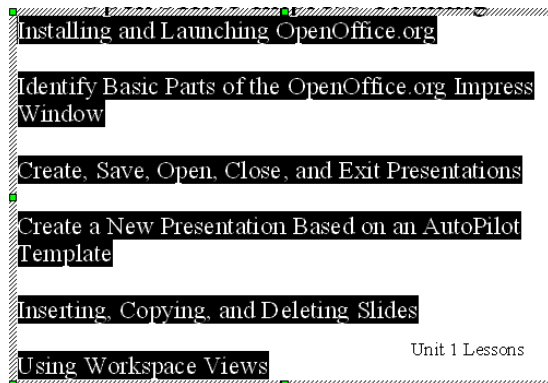 Installing and Launching OpenOffice.org
Identify Basic Parts of the OpenOffice.org Impress
Window
Create, Save, Open, Close, and Exit Presentations
Create a New Presentation Based on an AutoPilot
Template
Inserting, Copying, and Deleting Slides
Unit 1 Lessons
Using Workspace Views